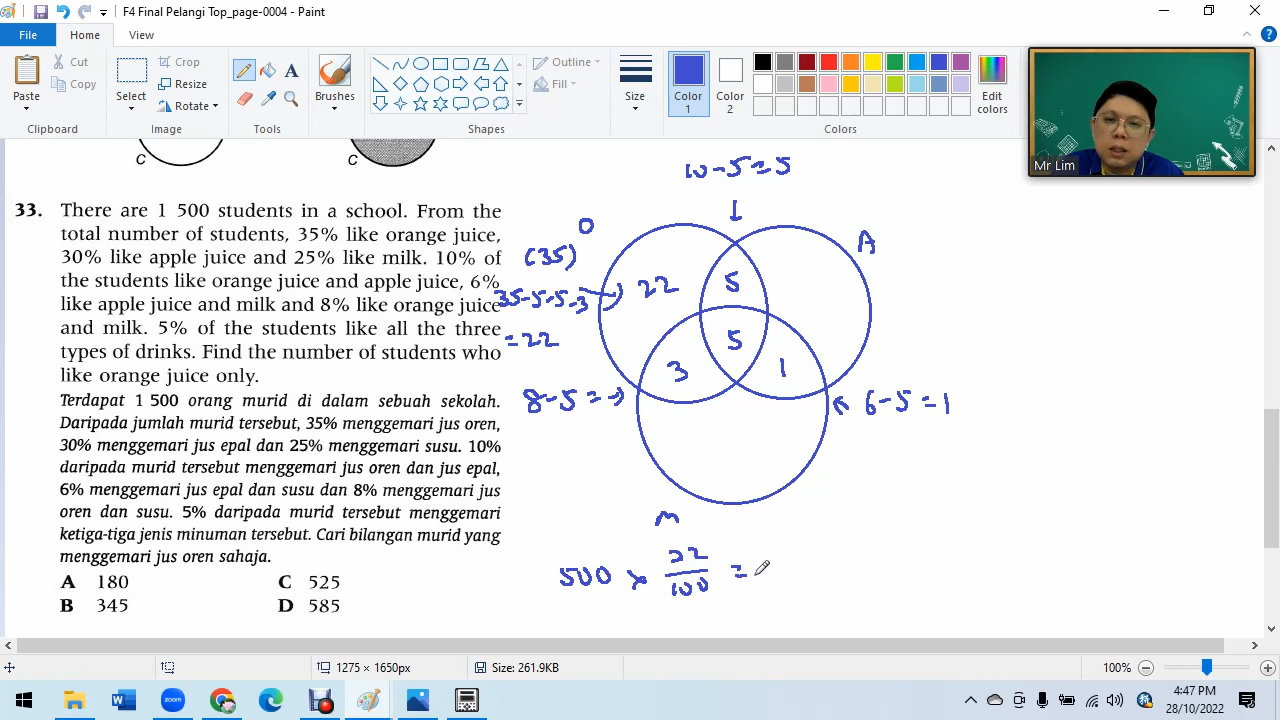 F4 Final Pelangi Top_page-0004 - Paint
File
Home
View
Paste
Cut
Copy
Clipboard
Select
Crop
Resize
Rotate
Image
Tools
Brushes
Shapes
Outline
Fill
Size
Color 1
Color 2
Edit colors
Colors
Mr Lim
C
C
10-5=5
33. There are 1 500 students in a school. From the
total number of students, 35% like orange juice,
30% like apple juice and 25% like milk. 10% of
the students like orange juice and apple juice, 6%
like apple juice and milk and 8% like orange juice
and milk. 5% of the students like all the three
types of drinks. Find the number of students who
like orange juice only.
Terdapat 1 500 orang murid di dalam sebuah sekolah.
Daripada jumlah murid tersebut, 35% menggemari jus oren,
30% menggemari jus epal dan 25% menggemari susu. 10%
daripada murid tersebut menggemari jus oren dan jus epal,
6% menggemari jus epal dan susu dan 8% menggemari jus
oren dan susu. 5% daripada murid tersebut menggemari
ketiga-tiga jenis minuman tersebut. Cari bilangan murid yang
menggemari jus oren sahaja.
A 180
B 345
C 525
D 585
O
(35)
35-5-5-3
=22
A
22
5
5
3
1
8-5=
6-5=1
M
500 × 22/100 =
1275 × 1650px
Size: 261.9KB
100%
4:47 PM
28/10/2022